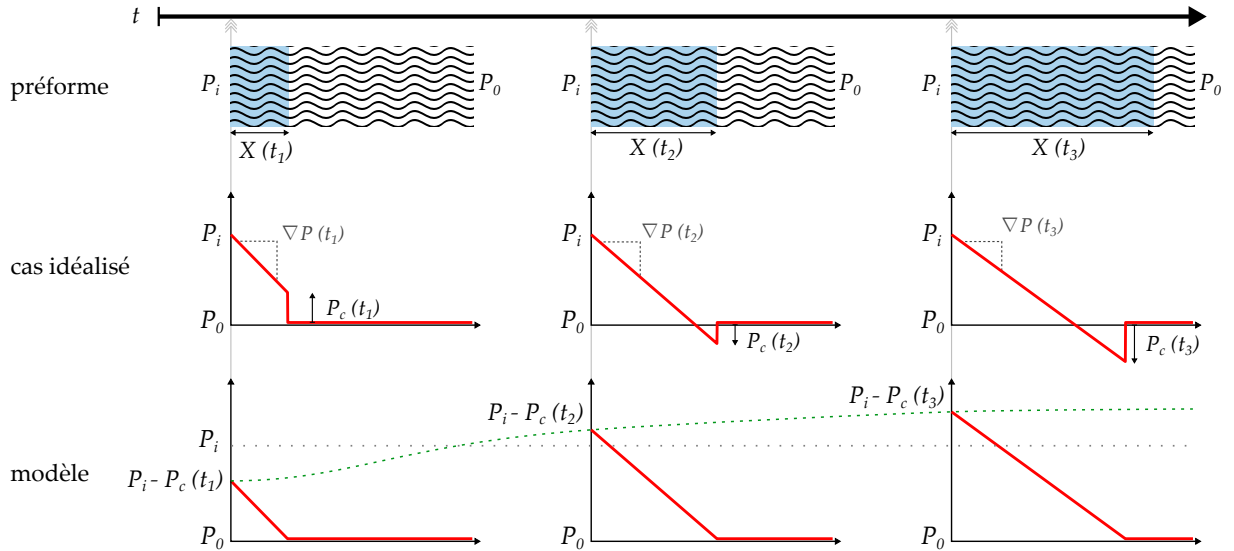 t
préforme
P_i P_0 P_i P_0 P_i P_0
X (t_1) X (t_2) X (t_3)
cas idéalisé
P_i ∇ P (t_1) P_i ∇ P (t_2) P_i ∇ P (t_3)
P_c (t_1) P_c (t_2) P_c (t_3)
P_0 P_0 P_0
modèle
P_i - P_c (t_2) P_i - P_c (t_3)
P_i
P_i - P_c (t_1)
P_0 P_0 P_0